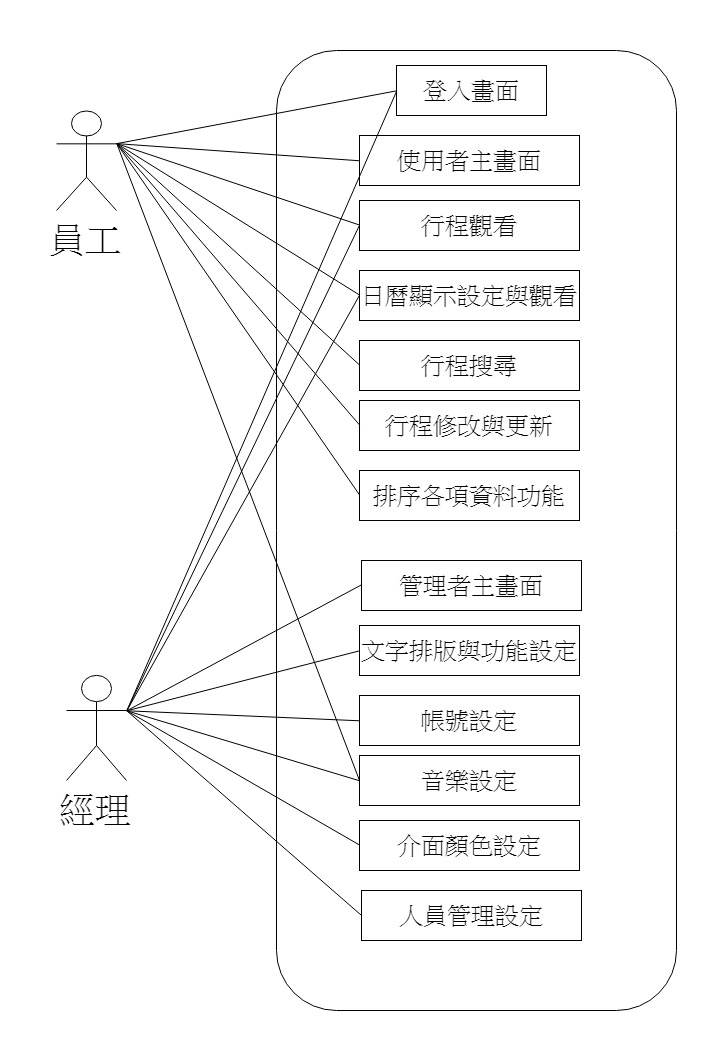 登入畫面
使用者主畫面
員工
行程觀看
日曆顯示設定與觀看
行程搜尋
行程修改與更新
排序各項資料功能
管理者主畫面
文字排版與功能設定
帳號設定
音樂設定
經理
介面顏色設定
人員管理設定